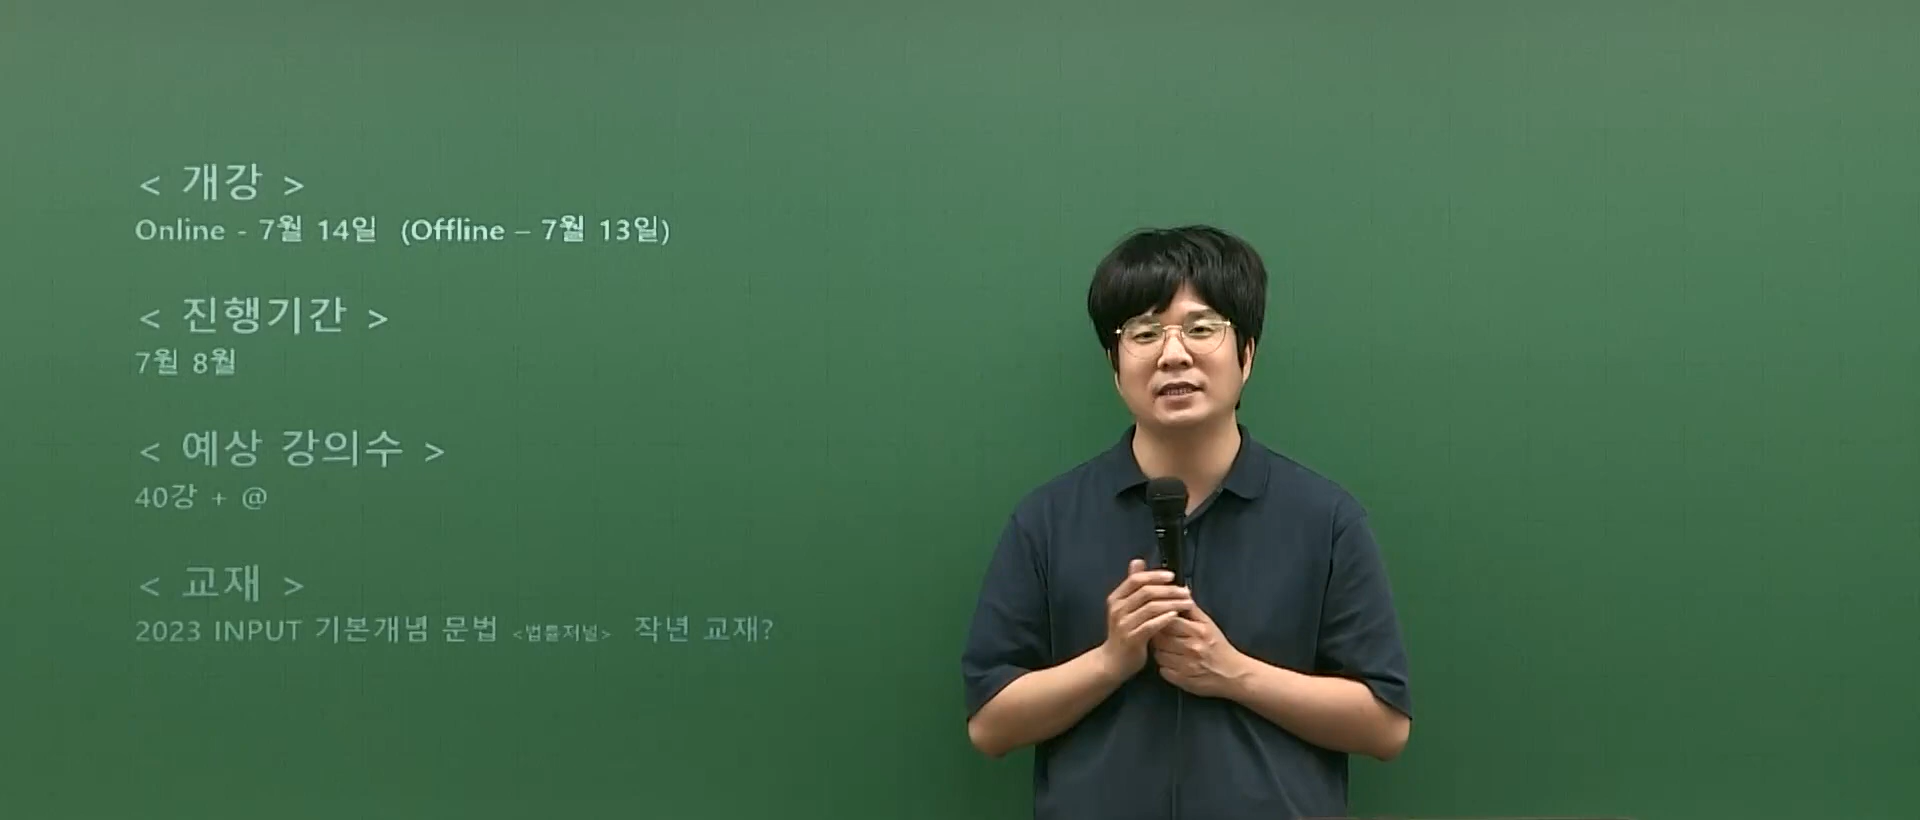 < 개강 >
Online - 7월 14일 (Offline – 7월 13일)
< 진행기간 >
7월 8월
< 예상 강의수 >
40강 + @
< 교재 >
2023 INPUT 기본개념 문법 <법률저널> 작년 교재?